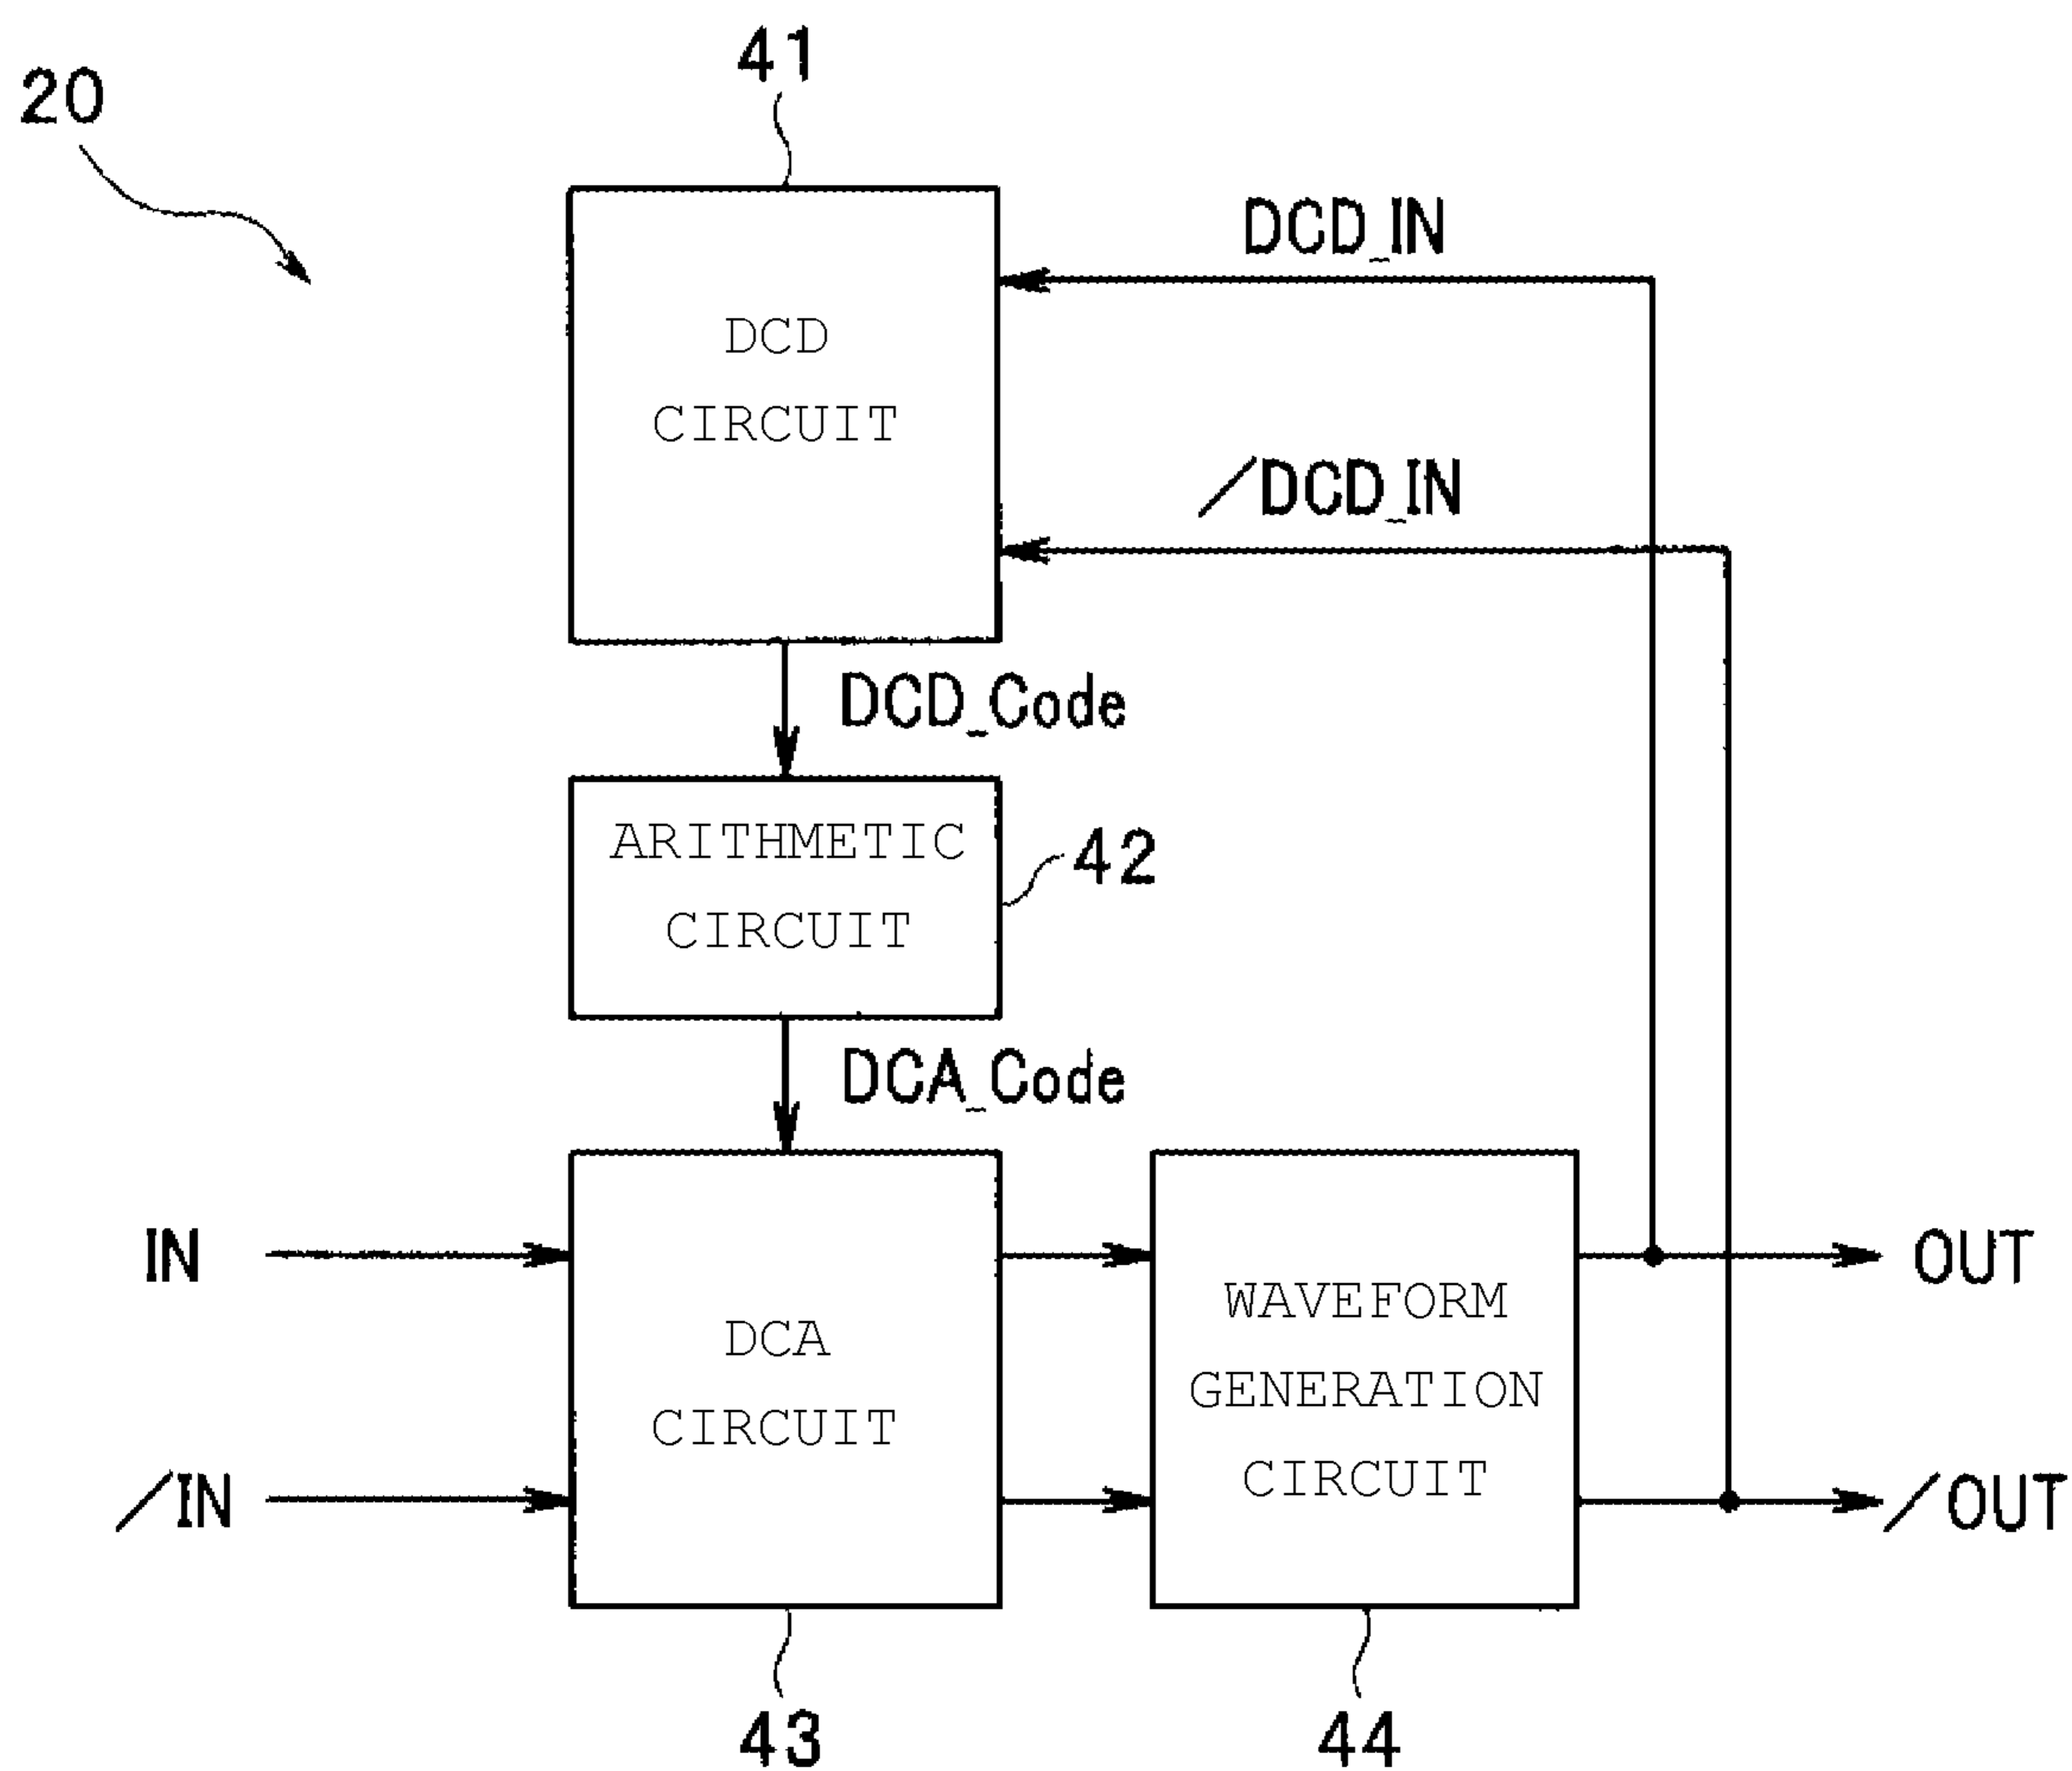 41
20
DCD_IN
DCD
CIRCUIT
/DCD_IN
DCD_Code
ARITHMETIC
CIRCUIT
42
DCA_Code
IN
OUT
WAVEFORM
GENERATION
CIRCUIT
DCA
CIRCUIT
/IN
/OUT
43
44